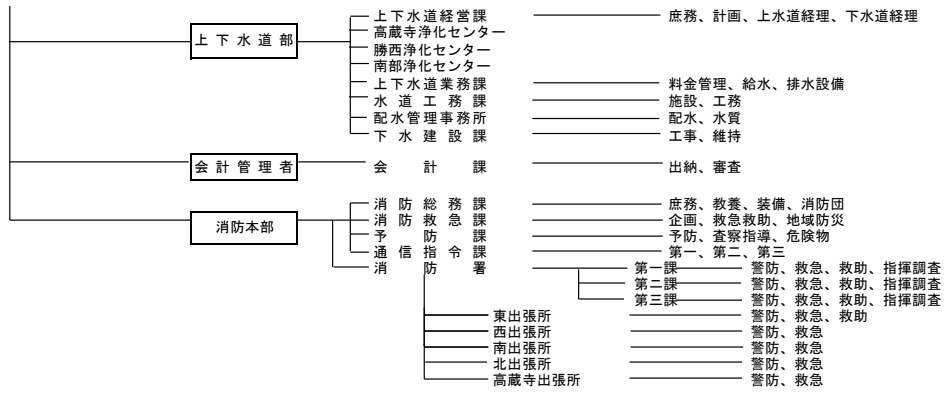 上下水道経営課 庶務、計画、上水道経理、下水道経理
高蔵寺浄化センター
上下水道部
勝西浄化センター
南部浄化センター
上下水道業務課 料金管理、給水、排水設備
水道工務課 施設、工務
配水管理事務所 配水、水質
下水建設課 工事、維持
会計管理者 会計課 出納、審査
消防総務課 庶務、教養、装備、消防団
消防本部 消防救急課 企画、救急救助、地域防災
予防課 予防、査察指導、危険物
通信指令課 第一、第二、第三
消防署 第一課 警防、救急、救助、指揮調査
第二課 警防、救急、救助、指揮調査
第三課 警防、救急、救助、指揮調査
東出張所 警防、救急、救助
西出張所 警防、救急
南出張所 警防、救急
北出張所 警防、救急
高蔵寺出張所 警防、救急